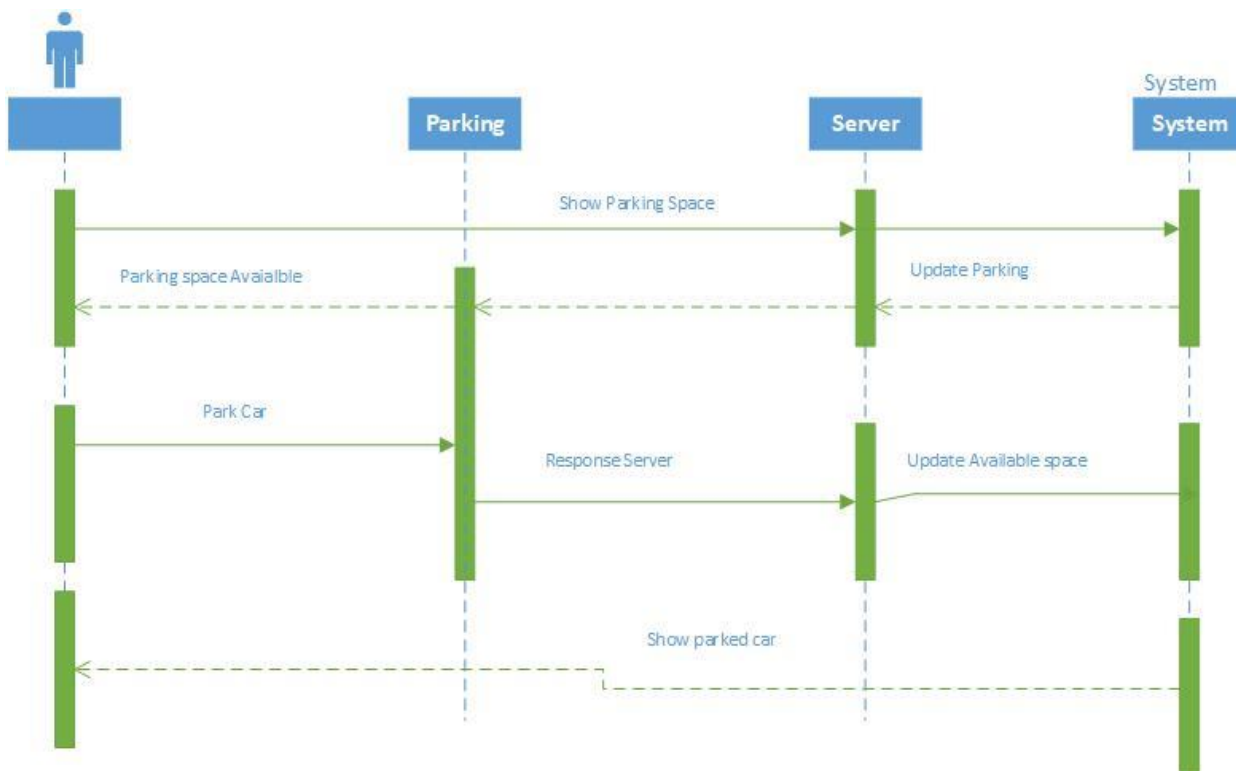 System
Parking
Server
System
Show Parking Space
Parking space Avaialble
Update Parking
Park Car
Response Server
Update Available space
Show parked car